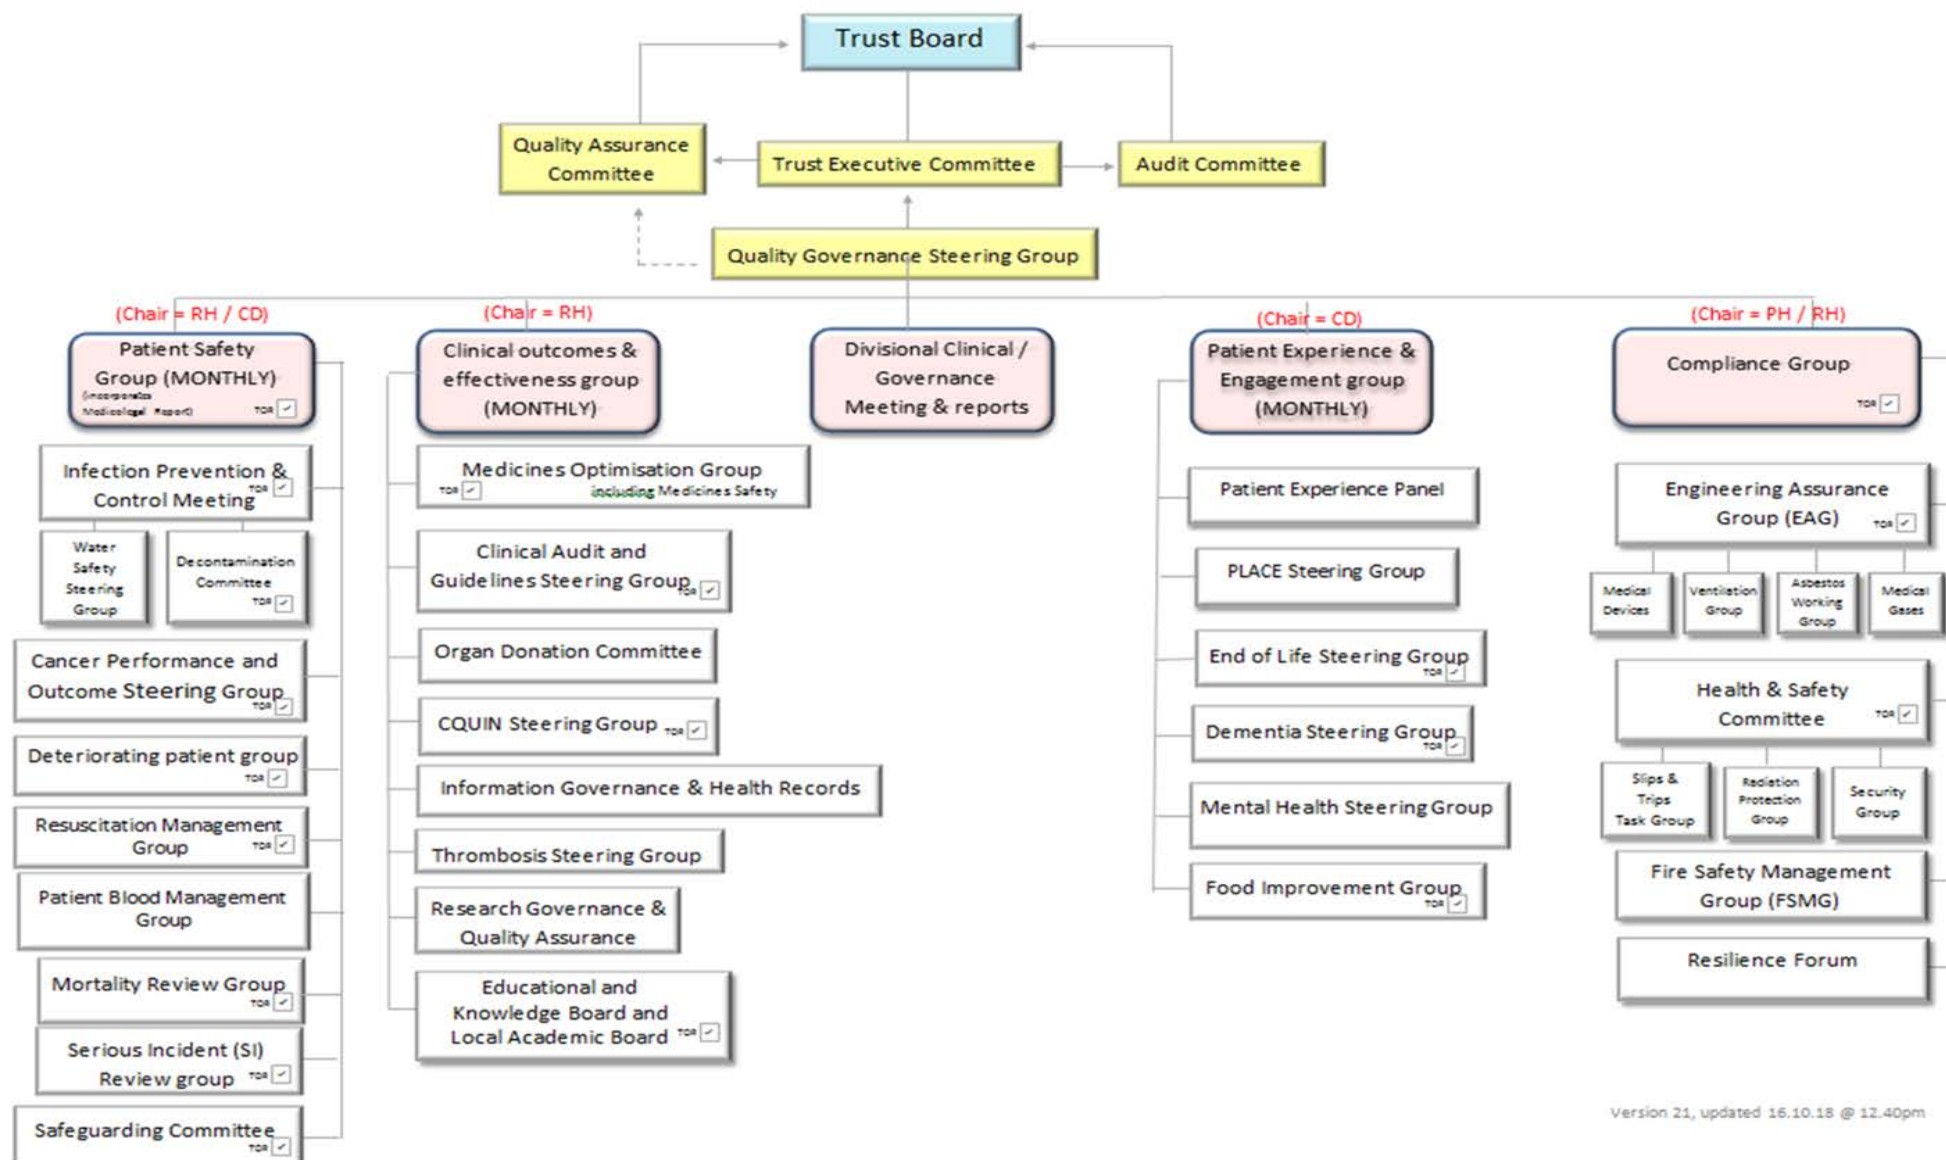 Trust Board
Quality Assurance
Committee
Trust Executive Committee
Audit Committee
Quality Governance Steering Group
(Chair = RH / CD)
Patient Safety
Group (MONTHLY)
(incorporates
Medicolegal Report)
TOR
Infection Prevention &
Control Meeting
TOR
Water
Safety
Steering
Group
Decontamination
Committee
TOR
Cancer Performance and
Outcome Steering Group
TOR
Deteriorating patient group
TOR
Resuscitation Management
Group
TOR
Patient Blood Management
Group
Mortality Review Group
TOR
Serious Incident (SI)
Review group
TOR
Safeguarding Committee
TOR
(Chair = RH)
Clinical outcomes &
effectiveness group
(MONTHLY)
Medicines Optimisation Group
TOR
including Medicines Safety
Clinical Audit and
Guidelines Steering Group
TOR
Organ Donation Committee
CQUIN Steering Group
TOR
Information Governance & Health Records
Thrombosis Steering Group
Research Governance &
Quality Assurance
Educational and
Knowledge Board and
Local Academic Board
TOR
Divisional Clinical /
Governance
Meeting & reports
(Chair = CD)
Patient Experience &
Engagement group
(MONTHLY)
Patient Experience Panel
PLACE Steering Group
End of Life Steering Group
TOR
Dementia Steering Group
TOR
Mental Health Steering Group
Food Improvement Group
TOR
(Chair = PH / RH)
Compliance Group
TOR
Engineering Assurance
Group (EAG)
TOR
Medical
Devices
Ventilation
Group
Asbestos
Working
Group
Medical
Gases
Health & Safety
Committee
TOR
Slips &
Trips
Task Group
Radiation
Protection
Group
Security
Group
Fire Safety Management
Group (FSMG)
Resilience Forum
Version 21, updated 16.10.18 @ 12.40pm